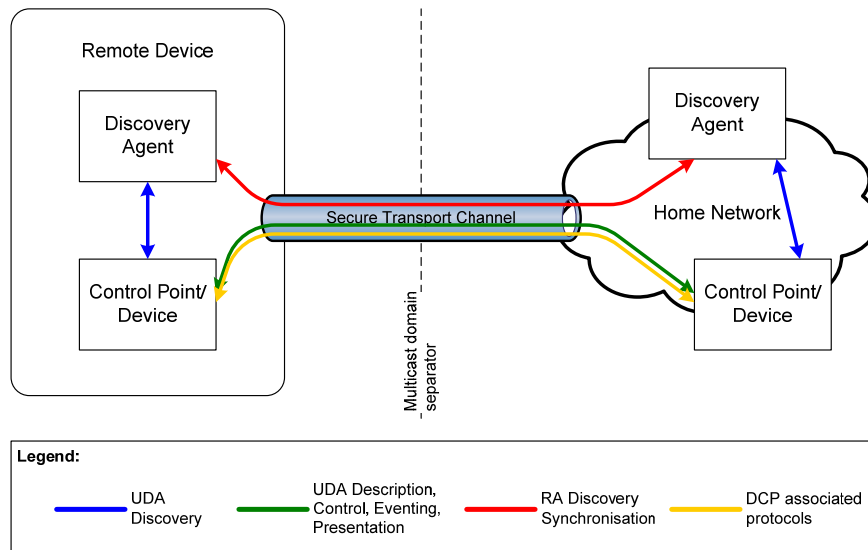 Remote Device
Discovery
Agent
Discovery
Agent
Secure Transport Channel
Home Network
Control Point/
Device
Control Point/
Device
Multicast domain
separator
Legend:
UDA
Discovery
UDA Description,
Control, Eventing,
Presentation
RA Discovery
Synchronisation
DCP associated
protocols